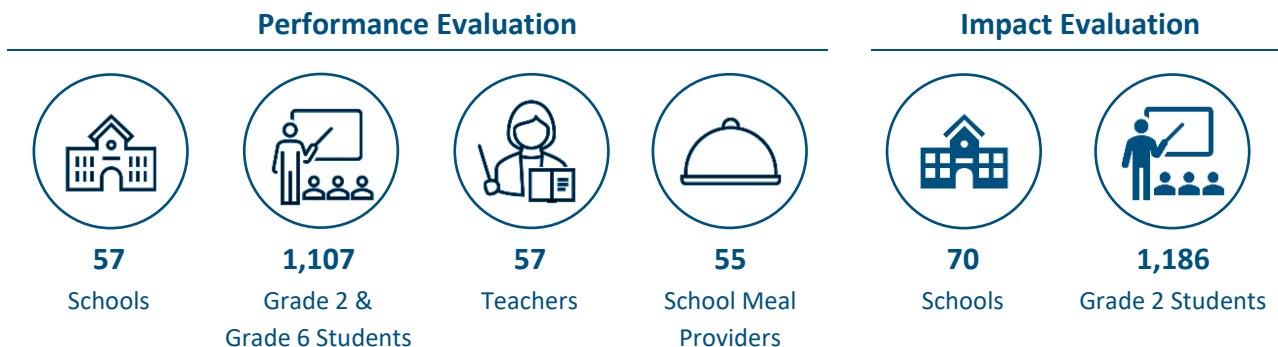 Performance Evaluation
Impact Evaluation
57
Schools
1,107
Grade 2 &
Grade 6 Students
57
Teachers
55
School Meal
Providers
70
Schools
1,186
Grade 2 Students